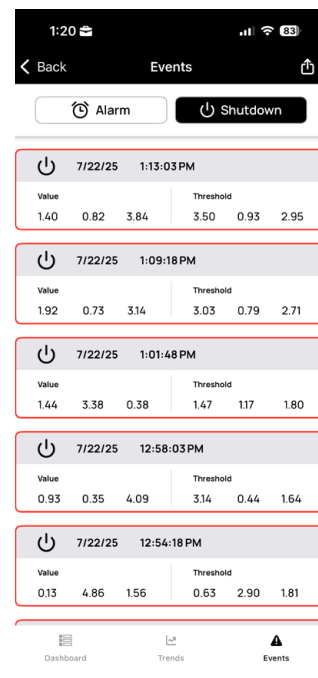 1:20 83
Back Events
Alarm Shutdown
7/22/25 1:13:03 PM
Value Threshold
1.40 0.82 3.84 3.50 0.93 2.95
7/22/25 1:09:18 PM
Value Threshold
1.92 0.73 3.14 3.03 0.79 2.71
7/22/25 1:01:48 PM
Value Threshold
1.44 3.38 0.38 1.47 1.17 1.80
7/22/25 12:58:03 PM
Value Threshold
0.93 0.35 4.09 3.14 0.44 1.64
7/22/25 12:54:18 PM
Value Threshold
0.13 4.86 1.56 0.63 2.90 1.81
Dashboard Trends Events